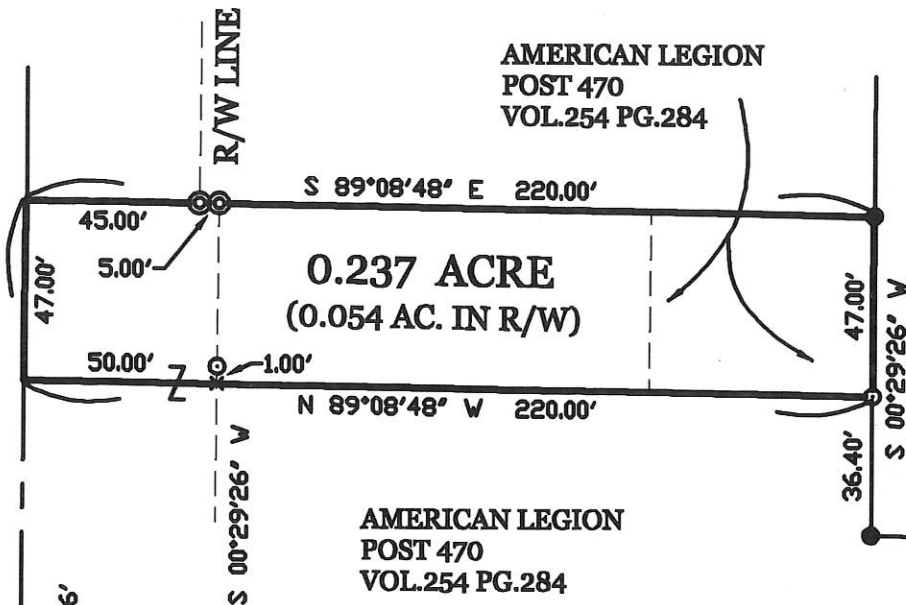 R/W LINE
AMERICAN LEGION
POST 470
VOL.254 PG.284
S 89°08'48" E 220.00'
45.00'
5.00'
47.00'
0.237 ACRE
(0.054 AC. IN R/W)
47.00'
S 00°29'26" W
50.00'
1.00'
N 89°08'48" W 220.00'
36.40'
S 00°29'26" W
AMERICAN LEGION
POST 470
VOL.254 PG.284
6'